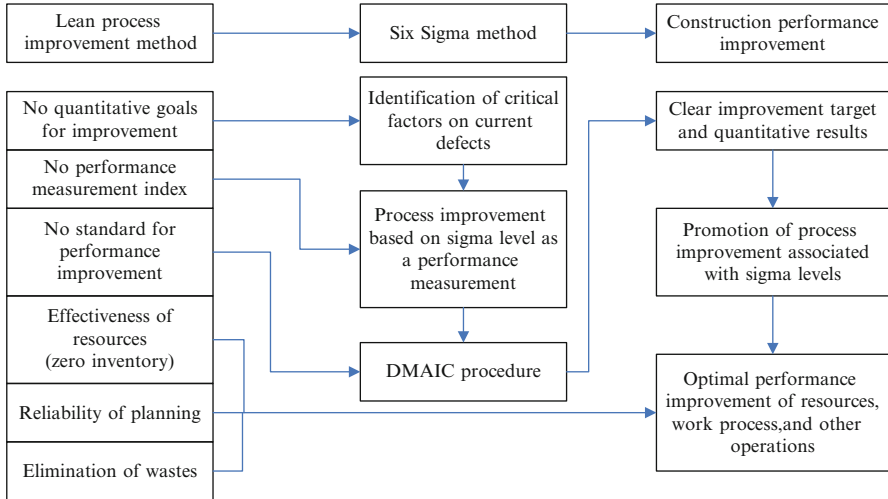 Lean process
improvement method
Six Sigma method
Construction performance
improvement
No quantitative goals
for improvement
No performance
measurement index
No standard for
performance
improvement
Effectiveness of
resources
(zero inventory)
Reliability of planning
Elimination of wastes
Identification of critical
factors on current
defects
Process improvement
based on sigma level as
a performance
measurement
DMAIC procedure
Clear improvement target
and quantitative results
Promotion of process
improvement associated
with sigma levels
Optimal performance
improvement of resources,
work process,and other
operations